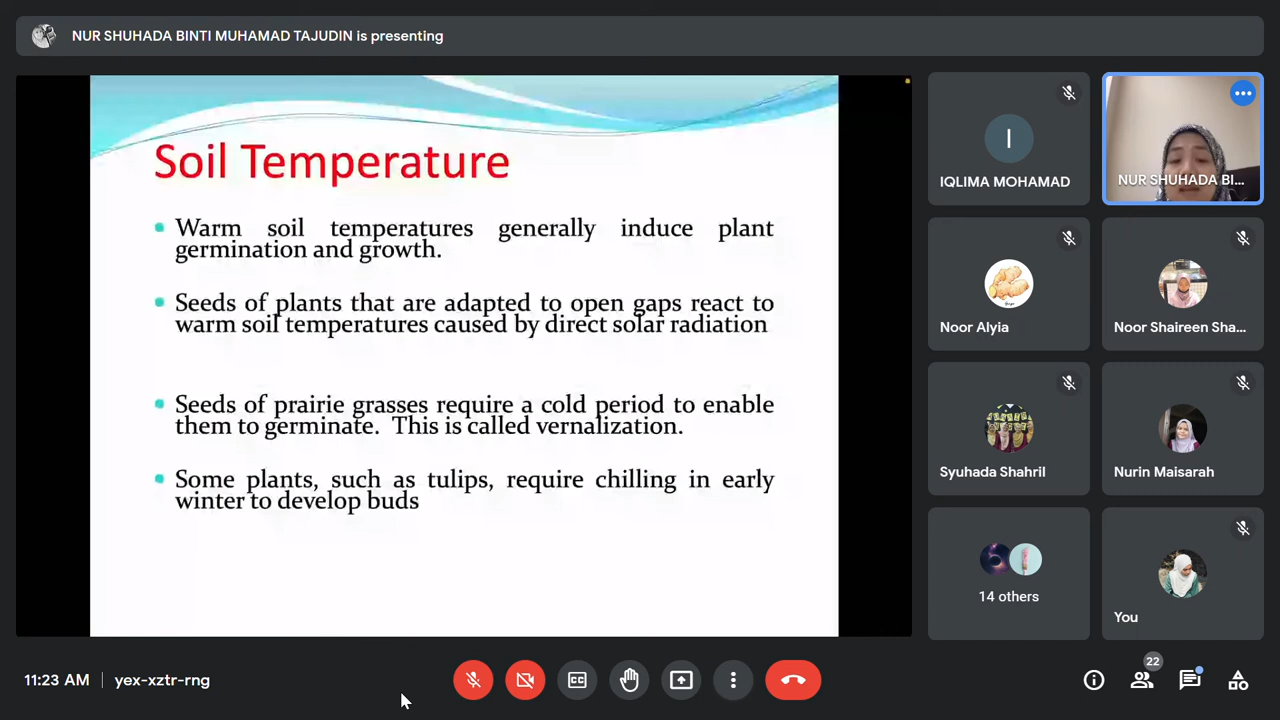 NUR SHUHADA BINTI MUHAMAD TAJUDIN is presenting
Soil Temperature
Warm soil temperatures generally induce plant
germination and growth.
Seeds of plants that are adapted to open gaps react to
warm soil temperatures caused by direct solar radiation
Seeds of prairie grasses require a cold period to enable
them to germinate. This is called vernalization.
Some plants, such as tulips, require chilling in early
winter to develop buds
I
IQLIMA MOHAMAD
NUR SHUHADA BI...
Noor Alyia
Noor Shaireen Sha...
Syuhada Shahril
Nurin Maisarah
14 others
You
11:23 AM | yex-xztr-rng
CC
22